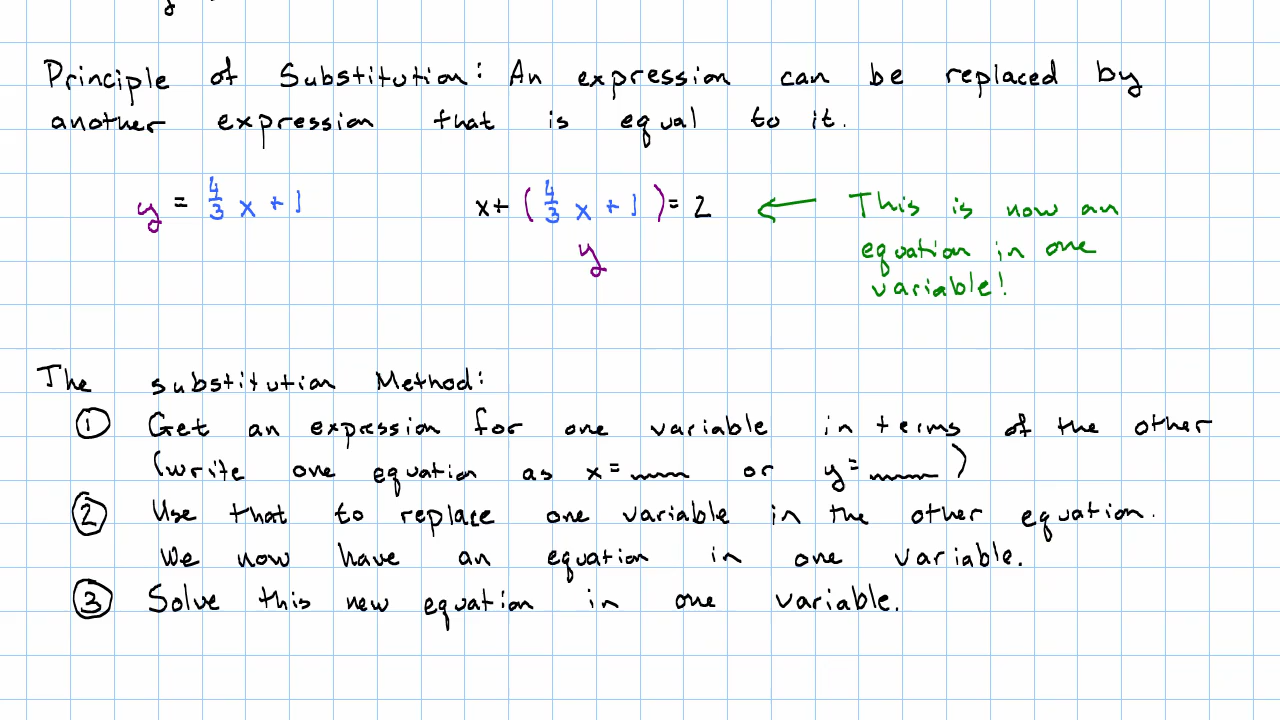 y
Principle of Substitution: An expression can be replaced by
another expression that is equal to it.
y = 4/3 x + 1 x + (4/3 x + 1) = 2 ← This is now an
y equation in one
variable!
The substitution Method:
① Get an expression for one variable in terms of the other
(write one equation as x = ___ or y = ___)
② Use that to replace one variable in the other equation.
We now have an equation in one variable.
③ Solve this new equation in one variable.